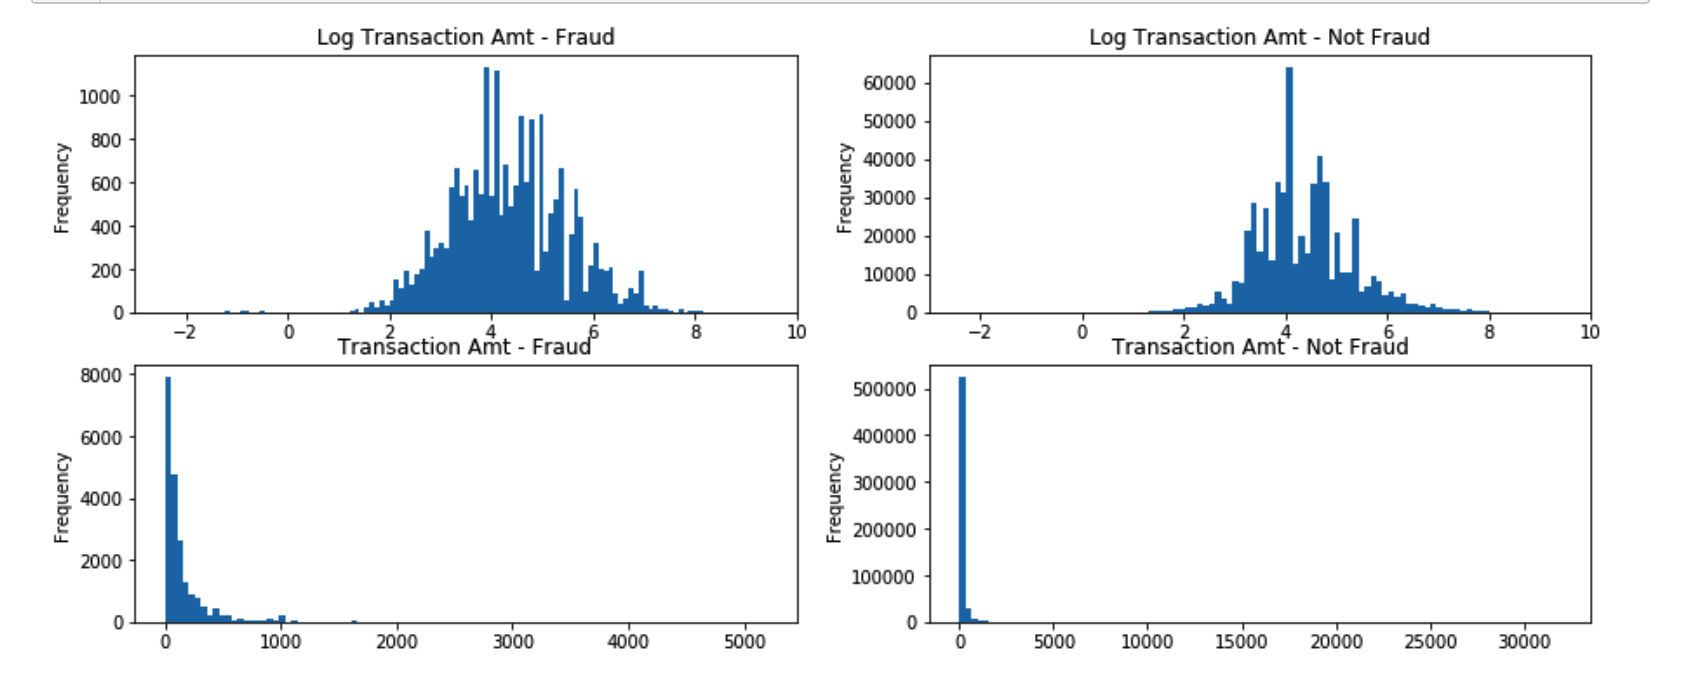 Log Transaction Amt - Fraud
Frequency
1000
800
600
400
200
0
−2 0 2 4 6 8 10
Log Transaction Amt - Not Fraud
Frequency
60000
50000
40000
30000
20000
10000
0
−2 0 2 4 6 8 10
Transaction Amt - Fraud
Frequency
8000
6000
4000
2000
0
0 1000 2000 3000 4000 5000
Transaction Amt - Not Fraud
Frequency
500000
400000
300000
200000
100000
0
0 5000 10000 15000 20000 25000 30000